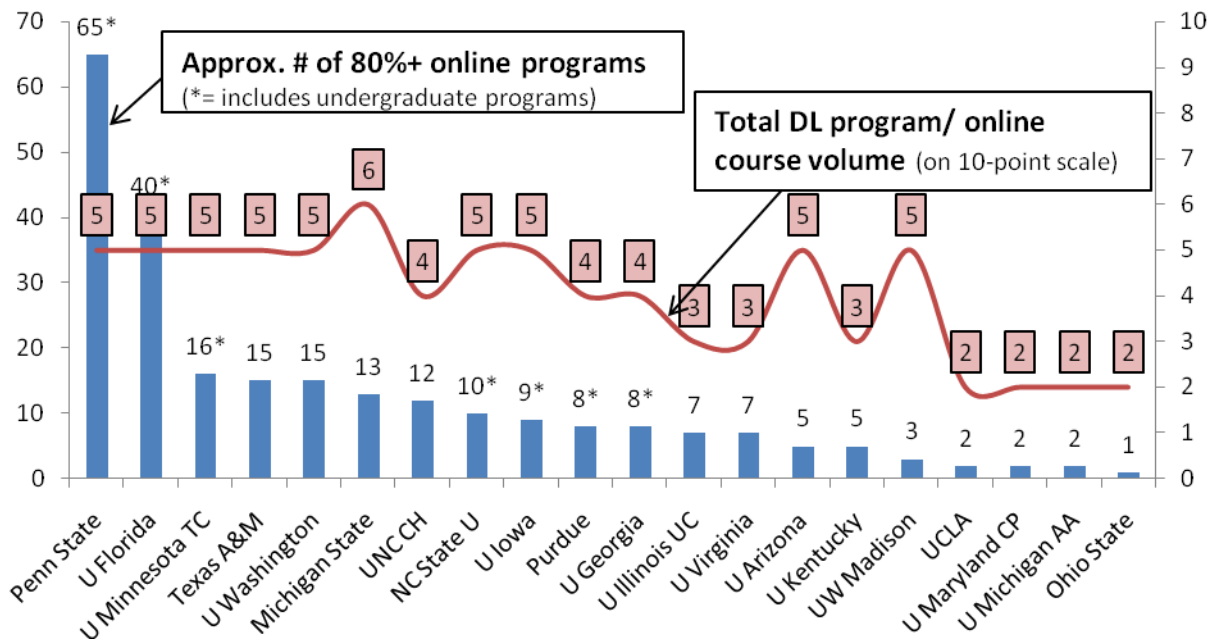 70
60
50
40
30
20
10
0
10
9
8
7
6
5
4
3
2
1
0
Approx. # of 80%+ online programs
(*= includes undergraduate programs)
Total DL program/ online
course volume (on 10-point scale)
65*
40*
16*
15
15
13
12
10*
9*
8*
8*
7
7
5
5
3
2
2
2
1
5
5
5
5
5
6
4
5
5
4
4
3
3
5
3
5
2
2
2
2
Penn State
U Florida
U Minnesota TC
Texas A&M
U Washington
Michigan State
UNC CH
NC State U
U Iowa
Purdue
U Georgia
U Illinois UC
U Virginia
U Arizona
U Kentucky
UW Madison
UCLA
U Maryland CP
U Michigan AA
Ohio State